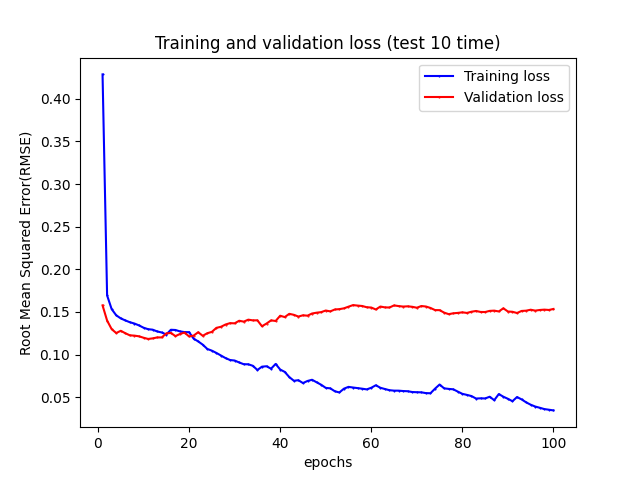 Training and validation loss (test 10 time)
Training loss
Validation loss
Root Mean Squared Error(RMSE)
0.40
0.35
0.30
0.25
0.20
0.15
0.10
0.05
0 20 40 60 80 100
epochs